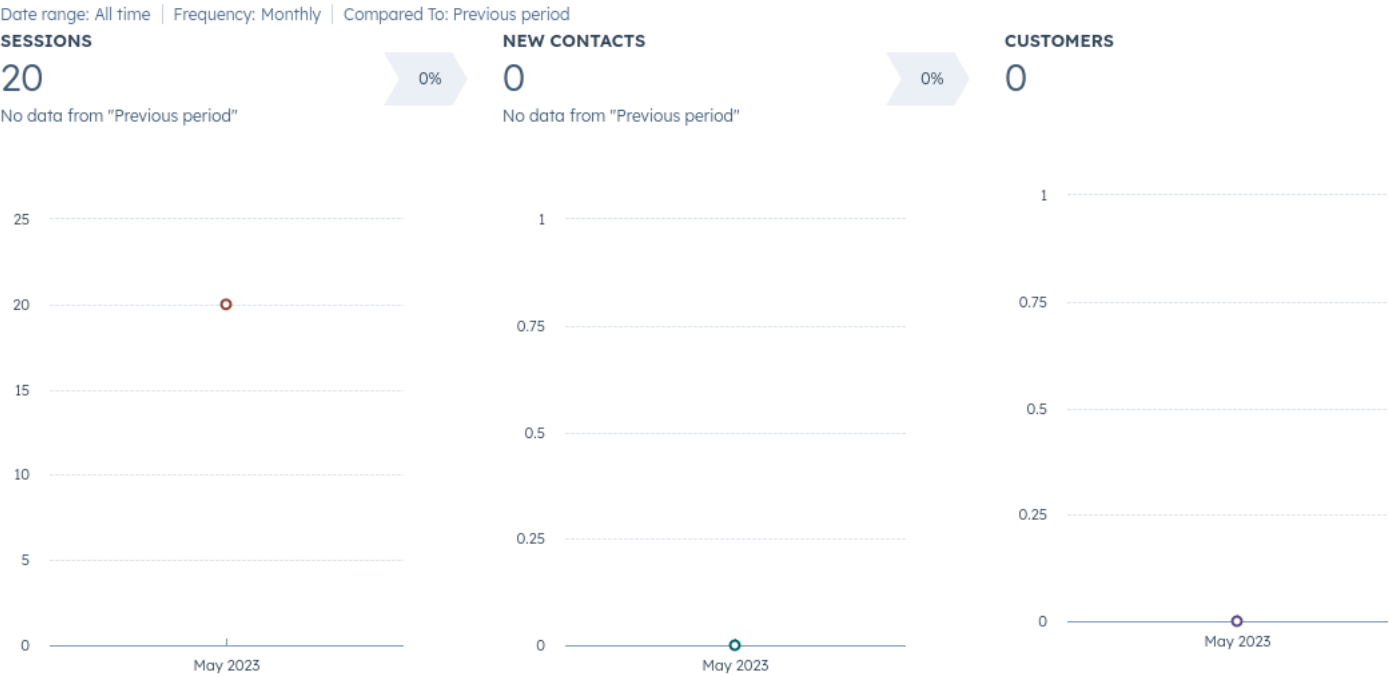 Date range: All time | Frequency: Monthly | Compared To: Previous period
SESSIONS
20
No data from "Previous period"
0%
25
20
15
10
5
0
May 2023
NEW CONTACTS
0
No data from "Previous period"
0%
1
0.75
0.5
0.25
0
May 2023
CUSTOMERS
0
1
0.75
0.5
0.25
0
May 2023